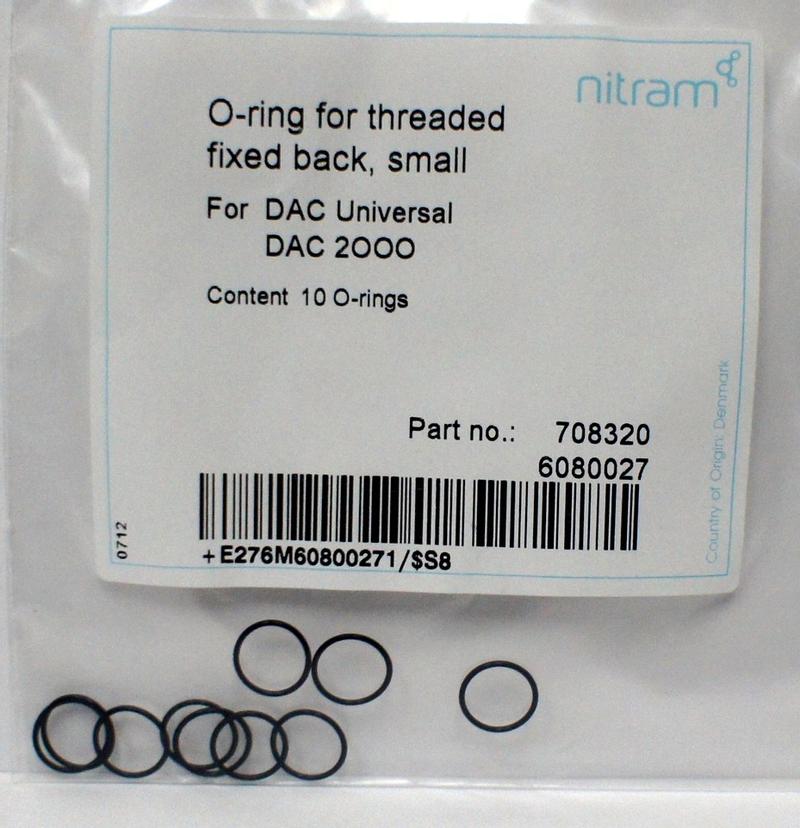 nitram
O-ring for threaded
fixed back, small
For DAC Universal
DAC 2000
Content 10 O-rings
Part no.: 708320
6080027
+E276M60800271/$S8
0712
Country of Origin: Denmark